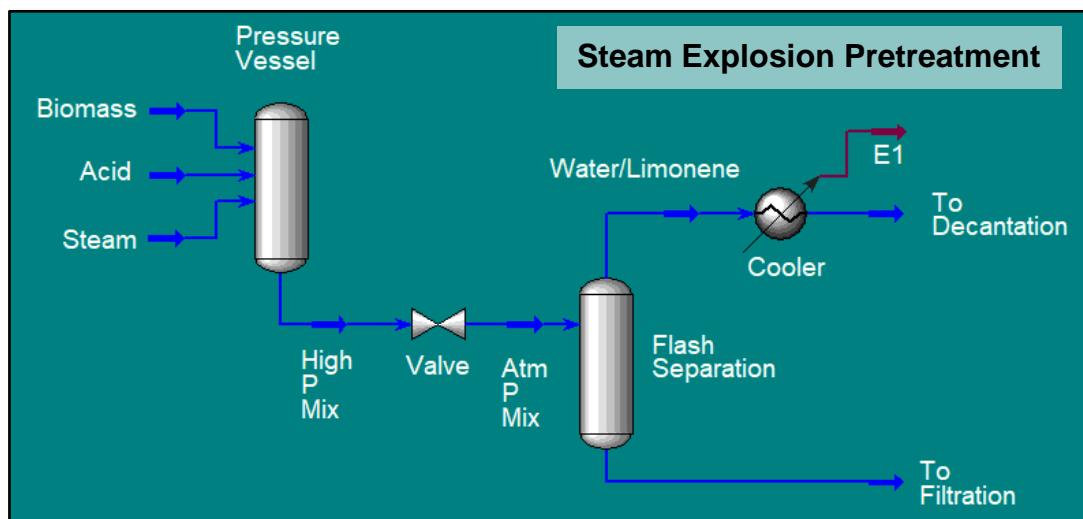 Steam Explosion Pretreatment
Pressure
Vessel
Biomass
Acid
Steam
High
P
Mix
Valve
Atm
P
Mix
Flash
Separation
Water/Limonene
Cooler
E1
To
Decantation
To
Filtration